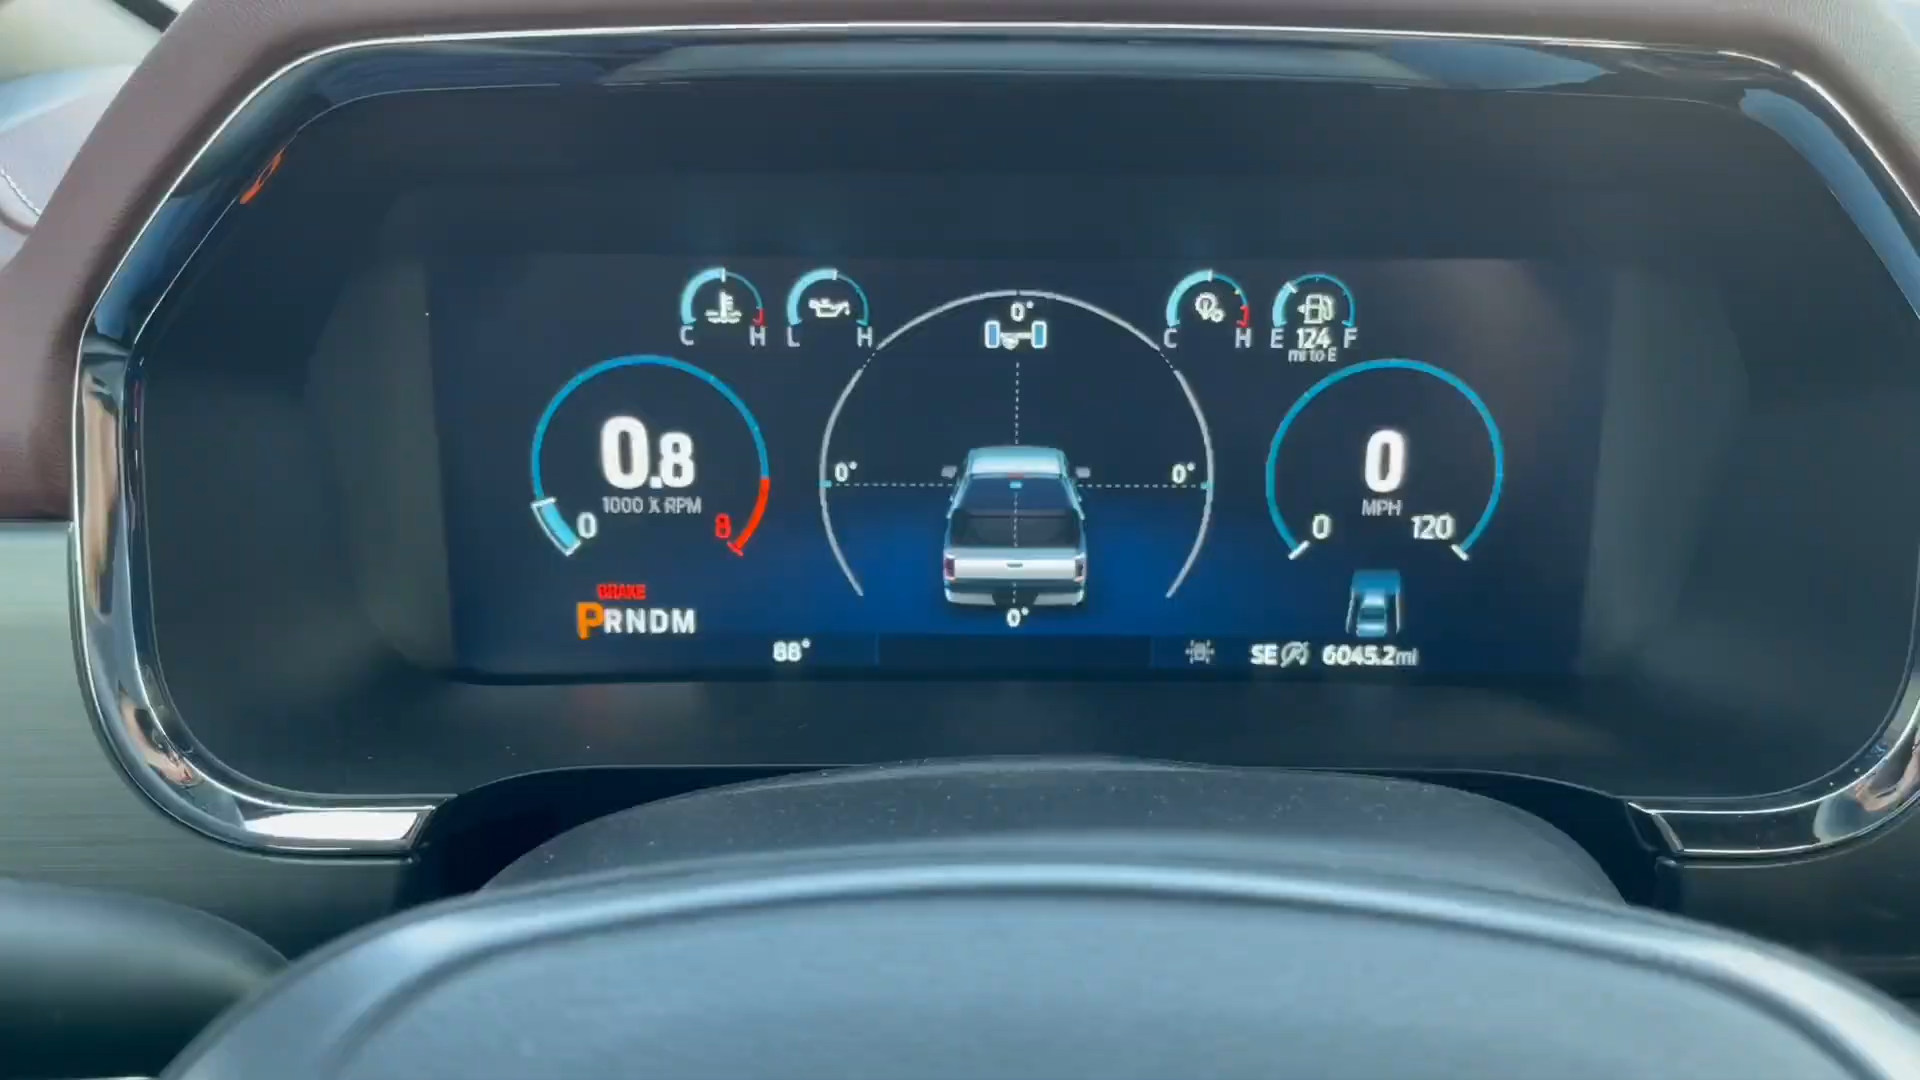 C H
L H
0°
C H
E 124 F
mi to E
0.8
1000 X RPM
0 8
0° 0°
0
MPH
0 120
BRAKE
PRNDM
0°
88°
SE 6045.2mi